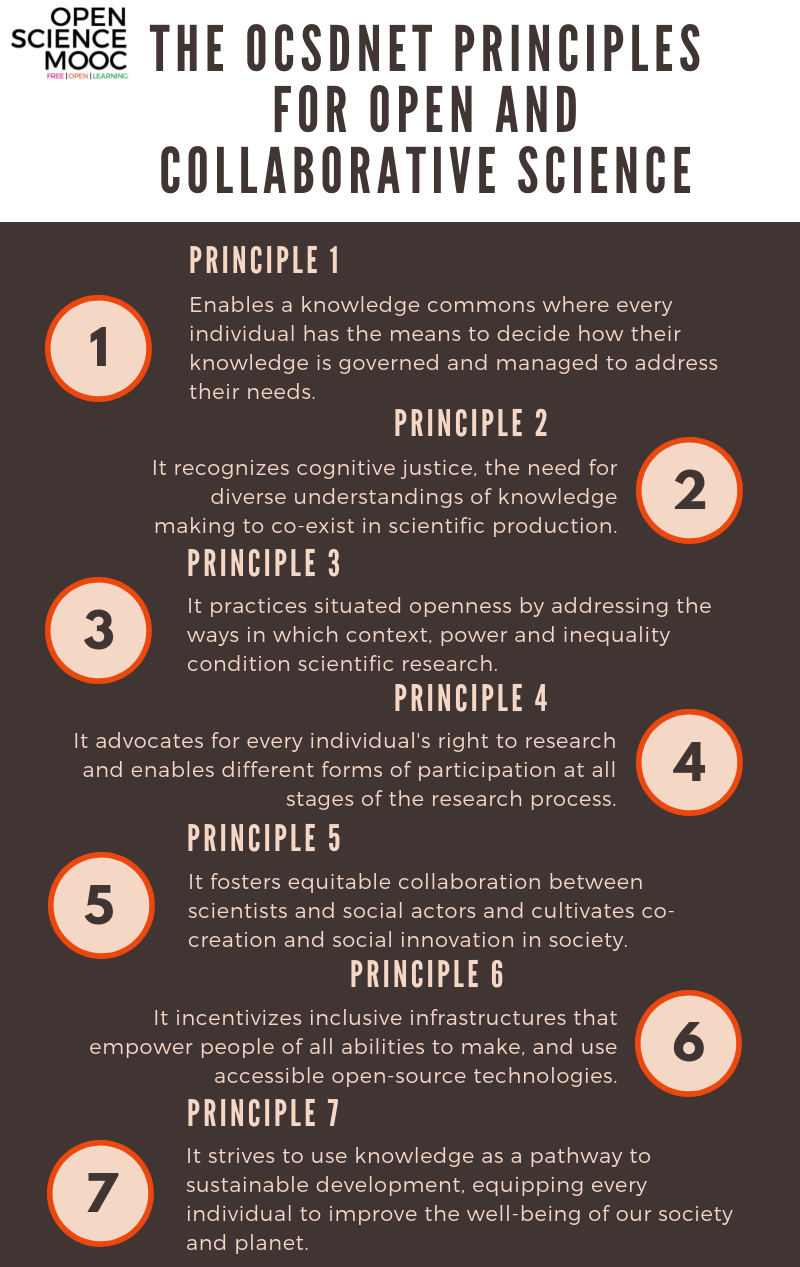 OPEN
SCIENCE
MOOC
FREE | OPEN | LEARNING
THE OCSDNET PRINCIPLES
FOR OPEN AND
COLLABORATIVE SCIENCE
PRINCIPLE 1
1
Enables a knowledge commons where every
individual has the means to decide how their
knowledge is governed and managed to address
their needs.
PRINCIPLE 2
It recognizes cognitive justice, the need for
diverse understandings of knowledge
making to co-exist in scientific production.
2
PRINCIPLE 3
3
It practices situated openness by addressing the
ways in which context, power and inequality
condition scientific research.
PRINCIPLE 4
It advocates for every individual's right to research
and enables different forms of participation at all
stages of the research process.
4
PRINCIPLE 5
5
It fosters equitable collaboration between
scientists and social actors and cultivates co-
creation and social innovation in society.
PRINCIPLE 6
It incentivizes inclusive infrastructures that
empower people of all abilities to make, and use
accessible open-source technologies.
6
PRINCIPLE 7
7
It strives to use knowledge as a pathway to
sustainable development, equipping every
individual to improve the well-being of our society
and planet.